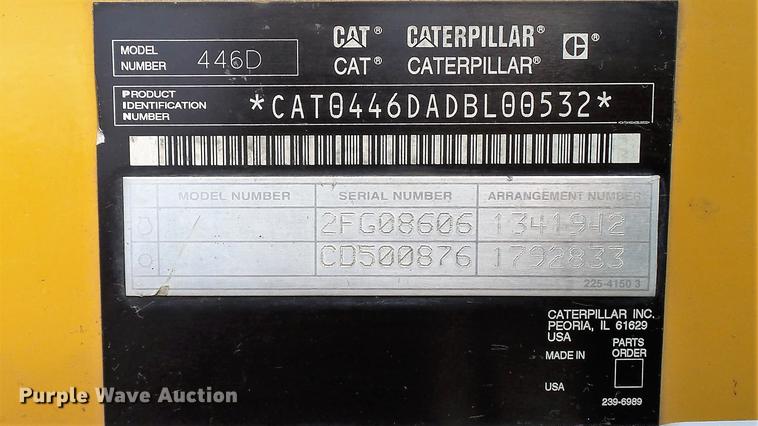 MODEL NUMBER 446D
CAT® CATERPILLAR® C®
CAT® CATERPILLAR®
PRODUCT IDENTIFICATION NUMBER *CAT0446DADBL00532*
MODEL NUMBER SERIAL NUMBER ARRANGEMENT NUMBER
2FG08606 1341942
CD500876 1792833
225-4150 3
CATERPILLAR INC.
PEORIA, IL 61629
USA
MADE IN PARTS ORDER
USA
239-6989
Purple Wave Auction